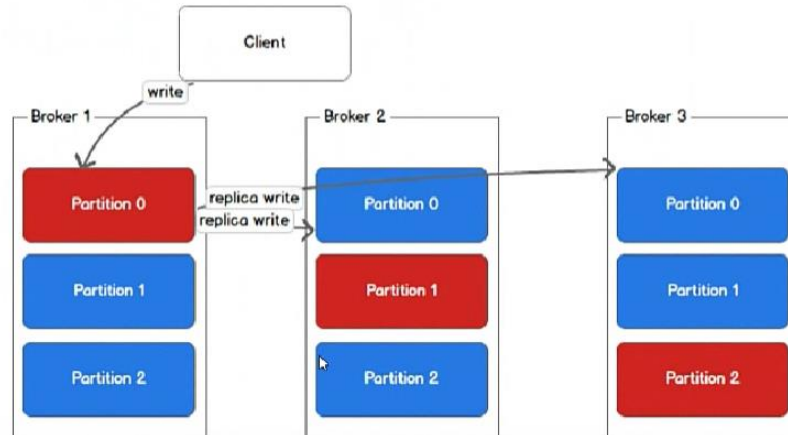 Client
write
Broker 1
Broker 2
Broker 3
Partition 0
replica write
replica write
Partition 0
Partition 0
Partition 1
Partition 1
Partition 1
Partition 2
Partition 2
Partition 2